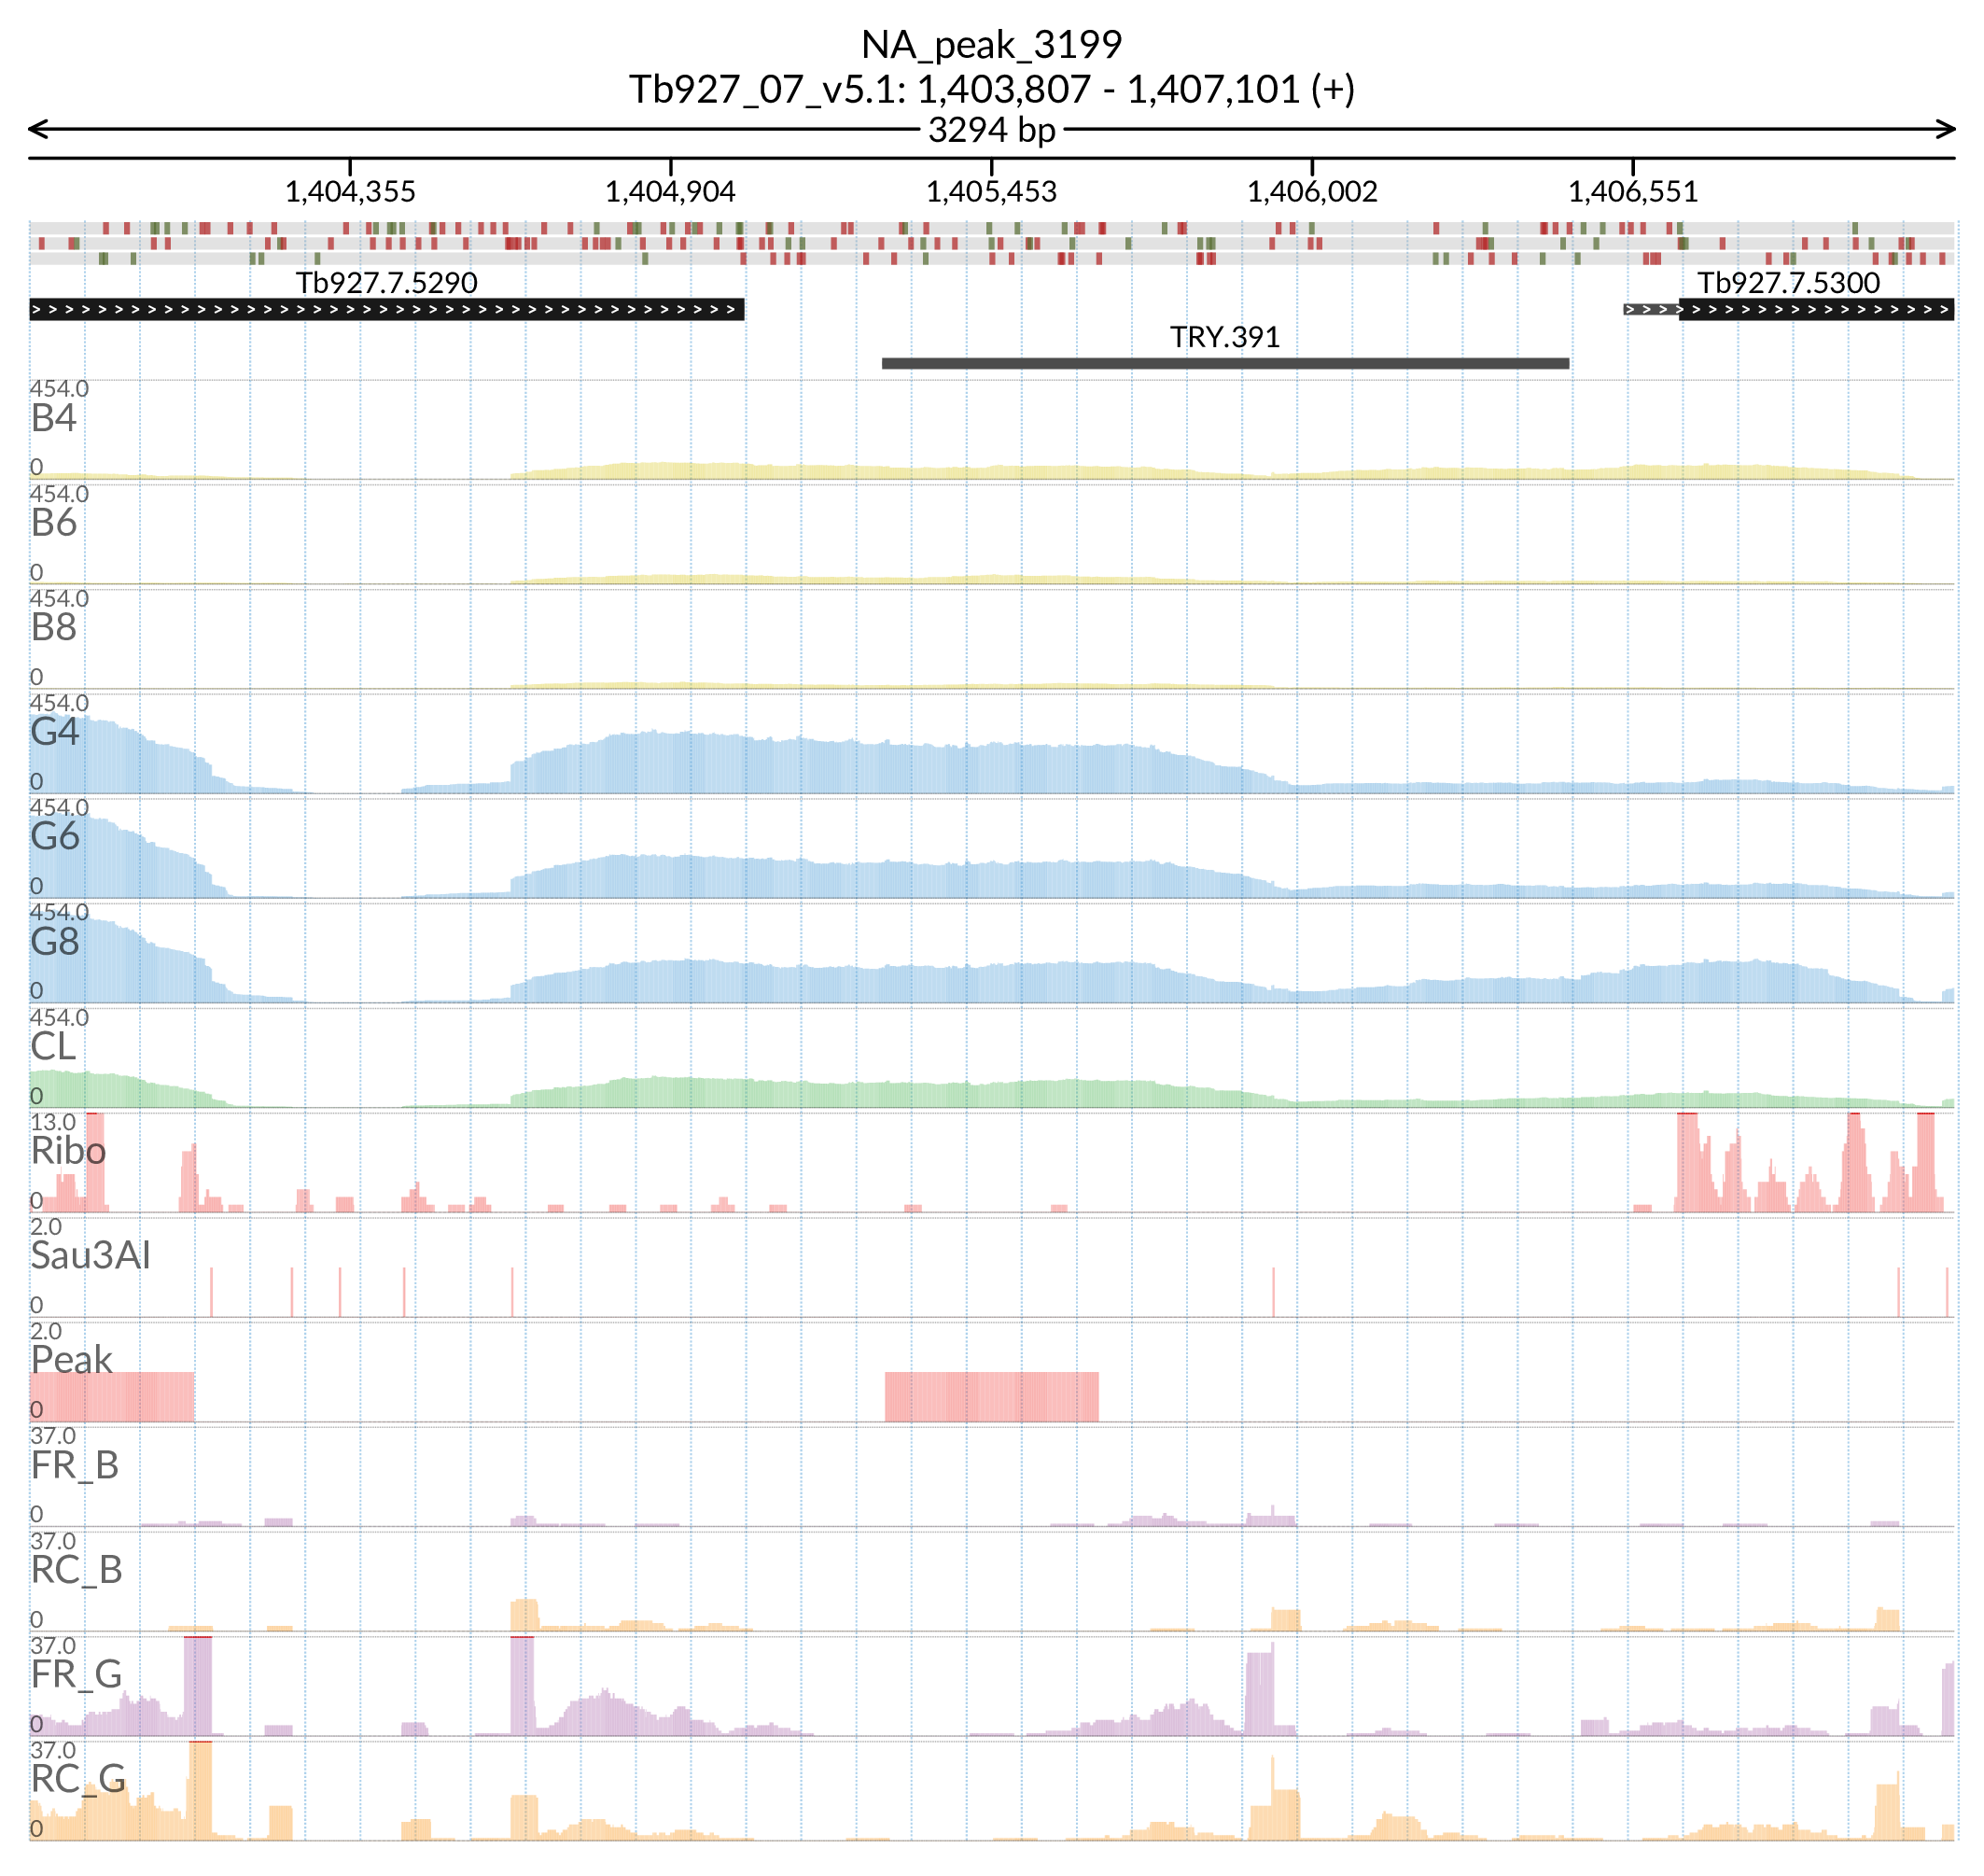 NA_peak_3199
Tb927_07_v5.1: 1,403,807 - 1,407,101 (+)
3294 bp
1,404,355 1,404,904 1,405,453 1,406,002 1,406,551
Tb927.7.5290 Tb927.7.5300
TRY.391
454.0
B4
0
454.0
B6
0
454.0
B8
0
454.0
G4
0
454.0
G6
0
454.0
G8
0
454.0
CL
0
13.0
Ribo
0
2.0
Sau3AI
0
2.0
Peak
0
37.0
FR_B
0
37.0
RC_B
0
37.0
FR_G
0
37.0
RC_G
0